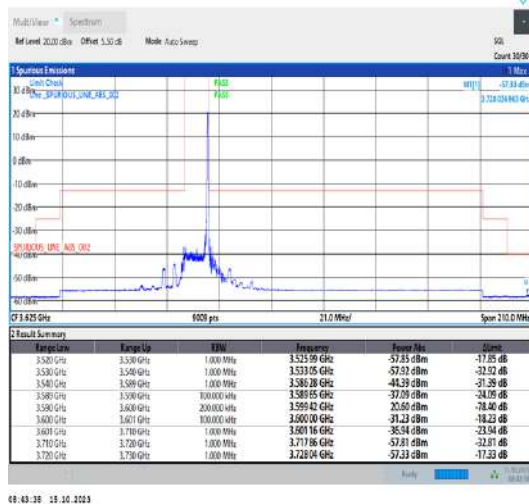 MultiView Spectrum
Ref Level 20.00 dBm Offset 5.50 dB Mode Auto Sweep SGL
Count 30/30
1 Spurious Emissions 1 Max
Limit Check PASS M1[1] -57.33 dBm
Line _SPURIOUS_LINE_ABS_002 PASS
30 dBm
20 dBm
10 dBm
0 dBm
-10 dBm
-20 dBm
-30 dBm
_SPURIOUS_LINE_ABS_002
-40 dBm
-50 dBm
-60 dBm
CF 3.625 GHz 21.0 MHz/ Span 210.0 MHz
2 Result Summary
Range Low Range Up RBW Frequency Power Abs ΔLimit
3.520 GHz 3.530 GHz 1.000 MHz 3.525 99 GHz -57.85 dBm -17.85 dB
3.530 GHz 3.540 GHz 1.000 MHz 3.533 05 GHz -57.92 dBm -32.92 dB
3.540 GHz 3.589 GHz 1.000 MHz 3.586 28 GHz -44.39 dBm -31.39 dB
3.589 GHz 3.590 GHz 100.000 kHz 3.589 65 GHz -37.09 dBm -24.09 dB
3.590 GHz 3.600 GHz 200.000 kHz 3.599 42 GHz 20.60 dBm -78.40 dB
3.600 GHz 3.601 GHz 100.000 kHz 3.600 00 GHz -31.23 dBm -18.23 dB
3.601 GHz 3.710 GHz 1.000 MHz 3.601 16 GHz -36.94 dBm -23.94 dB
3.710 GHz 3.720 GHz 1.000 MHz 3.717 86 GHz -57.81 dBm -32.81 dB
3.720 GHz 3.730 GHz 1.000 MHz 3.728 04 GHz -57.33 dBm -17.33 dB
Ready
08:43:38 15.10.2023